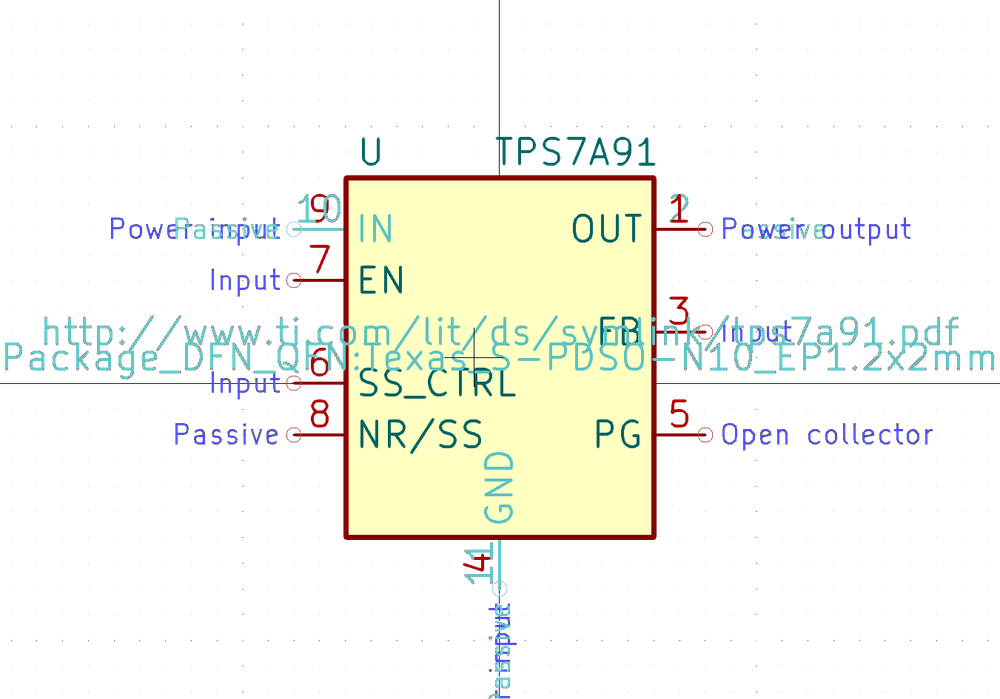 U TPS7A91
Power input 9 IN OUT 1 Power output
Passive 10 2 Passive
Input 7 EN
3 Input
FB
http://www.ti.com/lit/ds/symlink/tps7a91.pdf
Package_DFN_QFN:Texas_S-PDSO-N10_EP1.2x2mm
Input 6 SS_CTRL
Passive 8 NR/SS PG 5 Open collector
GND
4
11
input
Passive